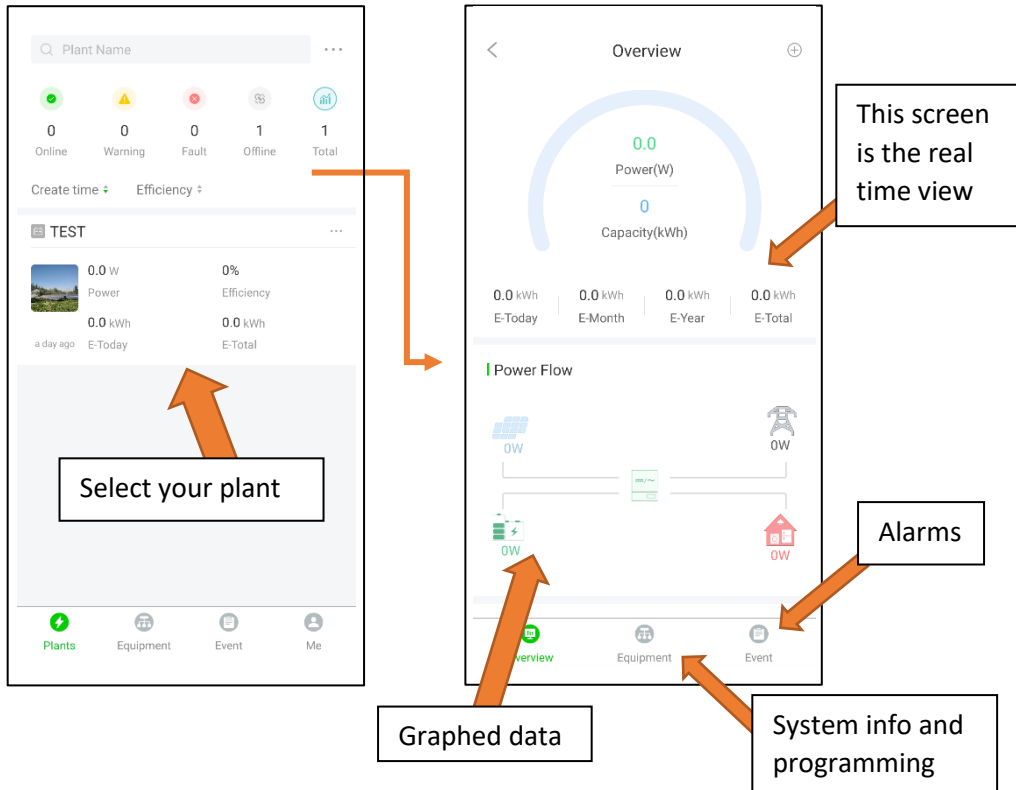 Plant Name
0 0 0 1 1
Online Warning Fault Offline Total
Create time Efficiency
TEST
0.0 W 0%
Power Efficiency
0.0 kWh 0.0 kWh
a day ago E-Today E-Total
Select your plant
Plants Equipment Event Me
Overview
0.0
Power(W)
0
Capacity(kWh)
0.0 kWh 0.0 kWh 0.0 kWh 0.0 kWh
E-Today E-Month E-Year E-Total
Power Flow
0W 0W
0W 0W
Overview Equipment Event
This screen
is the real
time view
Alarms
Graphed data
System info and
programming